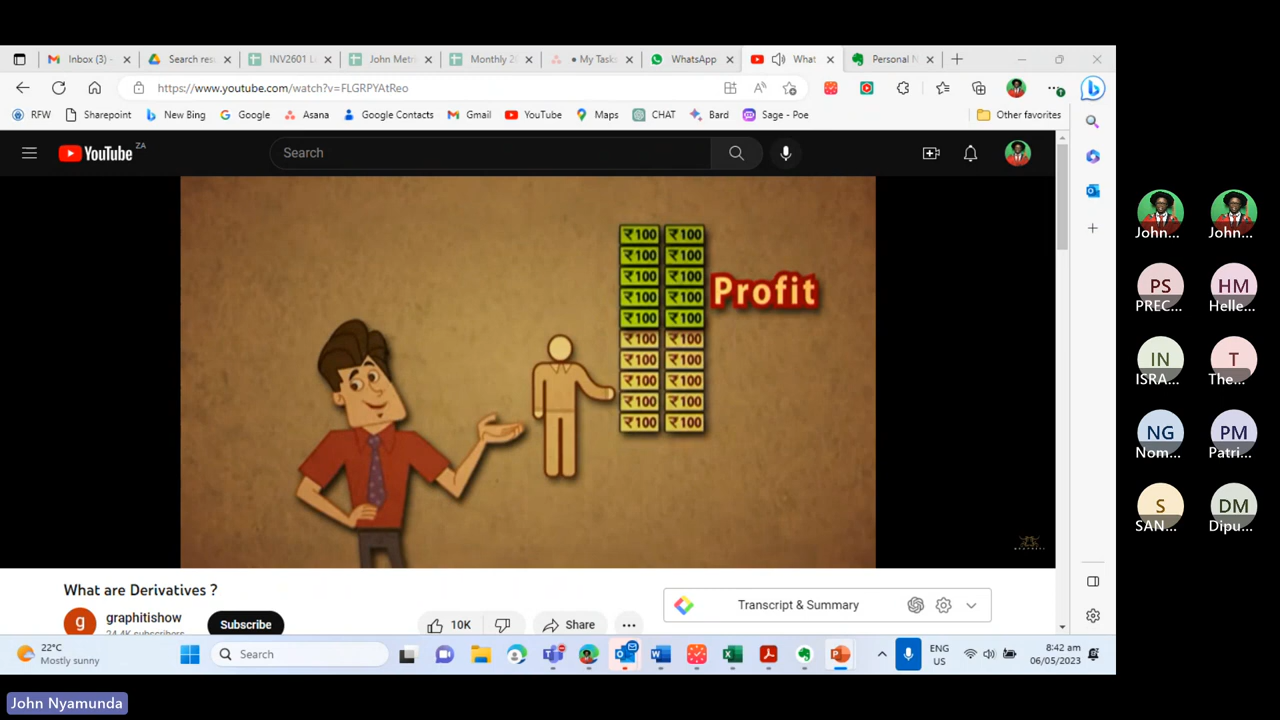 Inbox (3) -
Search res
INV2601 L
John Metr
Monthly 20
• My Task
WhatsApp
What
Personal N
https://www.youtube.com/watch?v=FLGRPYAtReo
RFW
Sharepoint
New Bing
Google
Asana
Google Contacts
Gmail
YouTube
Maps
CHAT
Bard
Sage - Poe
Other favorites
YouTube ZA
Search
₹100 ₹100
₹100 ₹100
₹100 ₹100
₹100 ₹100
₹100 ₹100
₹100 ₹100
₹100 ₹100
₹100 ₹100
₹100 ₹100
₹100 ₹100
Profit
What are Derivatives ?
g
graphitishow
24.4K subscribers
Subscribe
10K
Share
Transcript & Summary
22°C
Mostly sunny
Search
ENG
US
8:42 am
06/05/2023
John...
John...
PS
PREC...
HM
Helle...
IN
ISRA...
T
The...
NG
Nom...
PM
Patri...
S
SAN...
DM
Dipu...
John Nyamunda